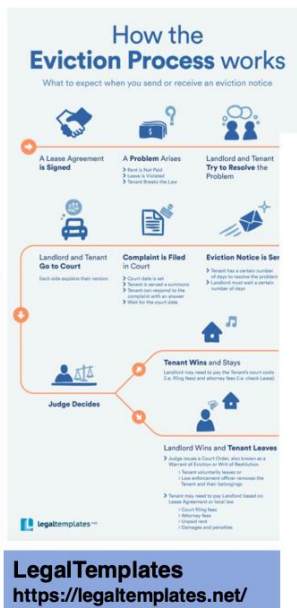 How the
Eviction Process works
What to expect when you send or receive an eviction notice
A Lease Agreement
is Signed
A Problem Arises
Rent is Not Paid
Lease is Violated
Tenant Breaks the Law
Landlord and Tenant
Try to Resolve the
Problem
Landlord and Tenant
Go to Court
Each side explains their version
Complaint is Filed
in Court
Court date is set
Tenant is served a summons
Tenant can respond to the
complaint with an answer
Wait for the court date
Eviction Notice is Ser
Tenant has a certain number
of days to resolve the problem
Landlord must wait a certain
number of days
Judge Decides
Tenant Wins and Stays
Landlord may need to pay the Tenant's court costs
(i.e. filing fees) and attorney fees (i.e. check Lease)
Landlord Wins and Tenant Leaves
Judge issues a Court Order, also known as a
Warrant of Eviction or Writ of Restitution
Tenant voluntarily leaves or
Law enforcement officer removes the
Tenant and their belongings
Tenant may need to pay Landlord based on
Lease Agreement or local law
Court filing fees
Attorney fees
Unpaid rent
Damages and penalties
legaltemplates
LegalTemplates
https://legaltemplates.net/